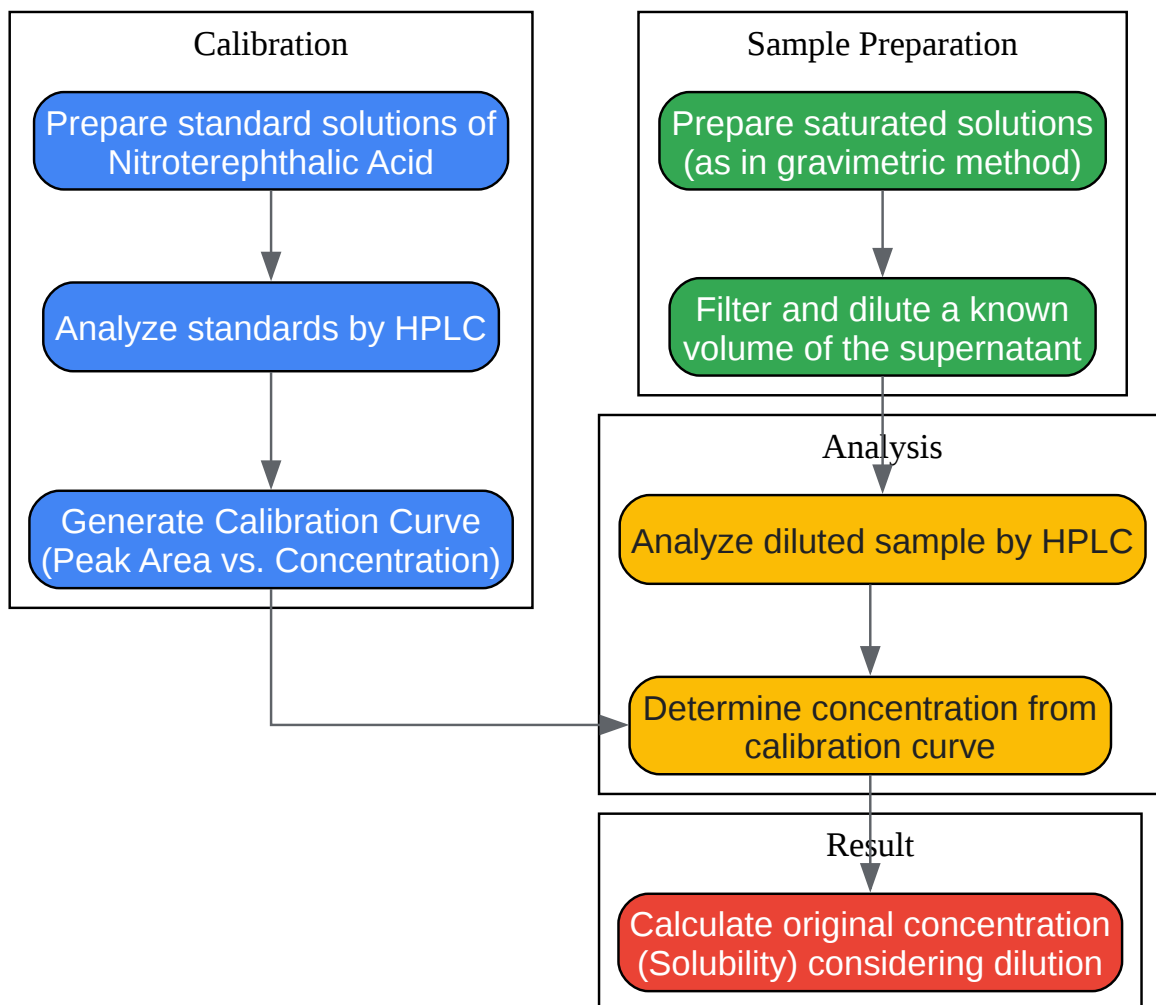 Calibration
Prepare standard solutions of
Nitroterephthalic Acid
Analyze standards by HPLC
Generate Calibration Curve
(Peak Area vs. Concentration)
Sample Preparation
Prepare saturated solutions
(as in gravimetric method)
Filter and dilute a known
volume of the supernatant
Analysis
Analyze diluted sample by HPLC
Determine concentration from
calibration curve
Result
Calculate original concentration
(Solubility) considering dilution